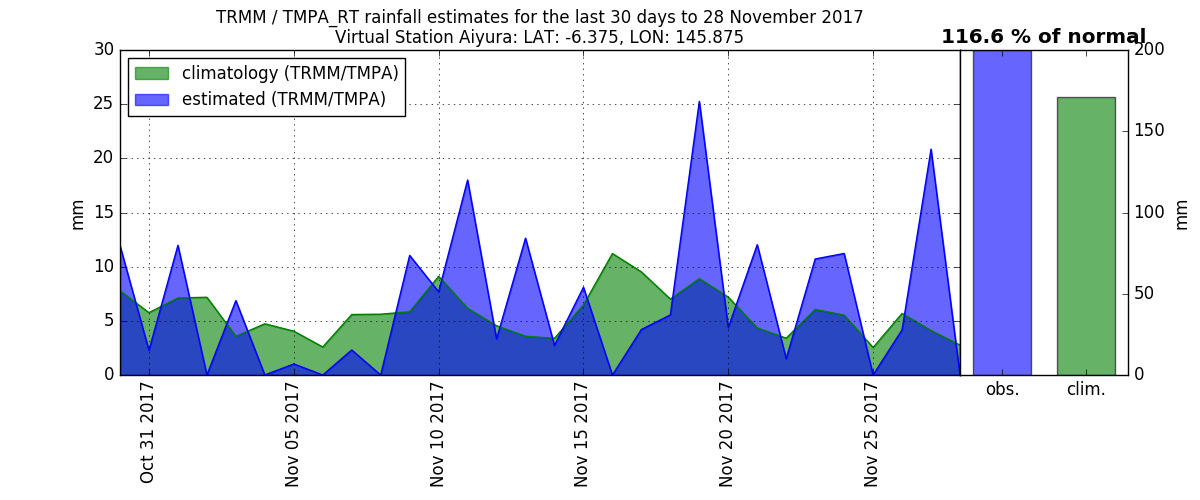 TRMM / TMPA_RT rainfall estimates for the last 30 days to 28 November 2017
Virtual Station Aiyura: LAT: -6.375, LON: 145.875
116.6 % of normal
climatology (TRMM/TMPA)
estimated (TRMM/TMPA)
30
25
20
15
10
5
0
mm
Oct 31 2017
Nov 05 2017
Nov 10 2017
Nov 15 2017
Nov 20 2017
Nov 25 2017
200
150
100
50
0
mm
obs.
clim.